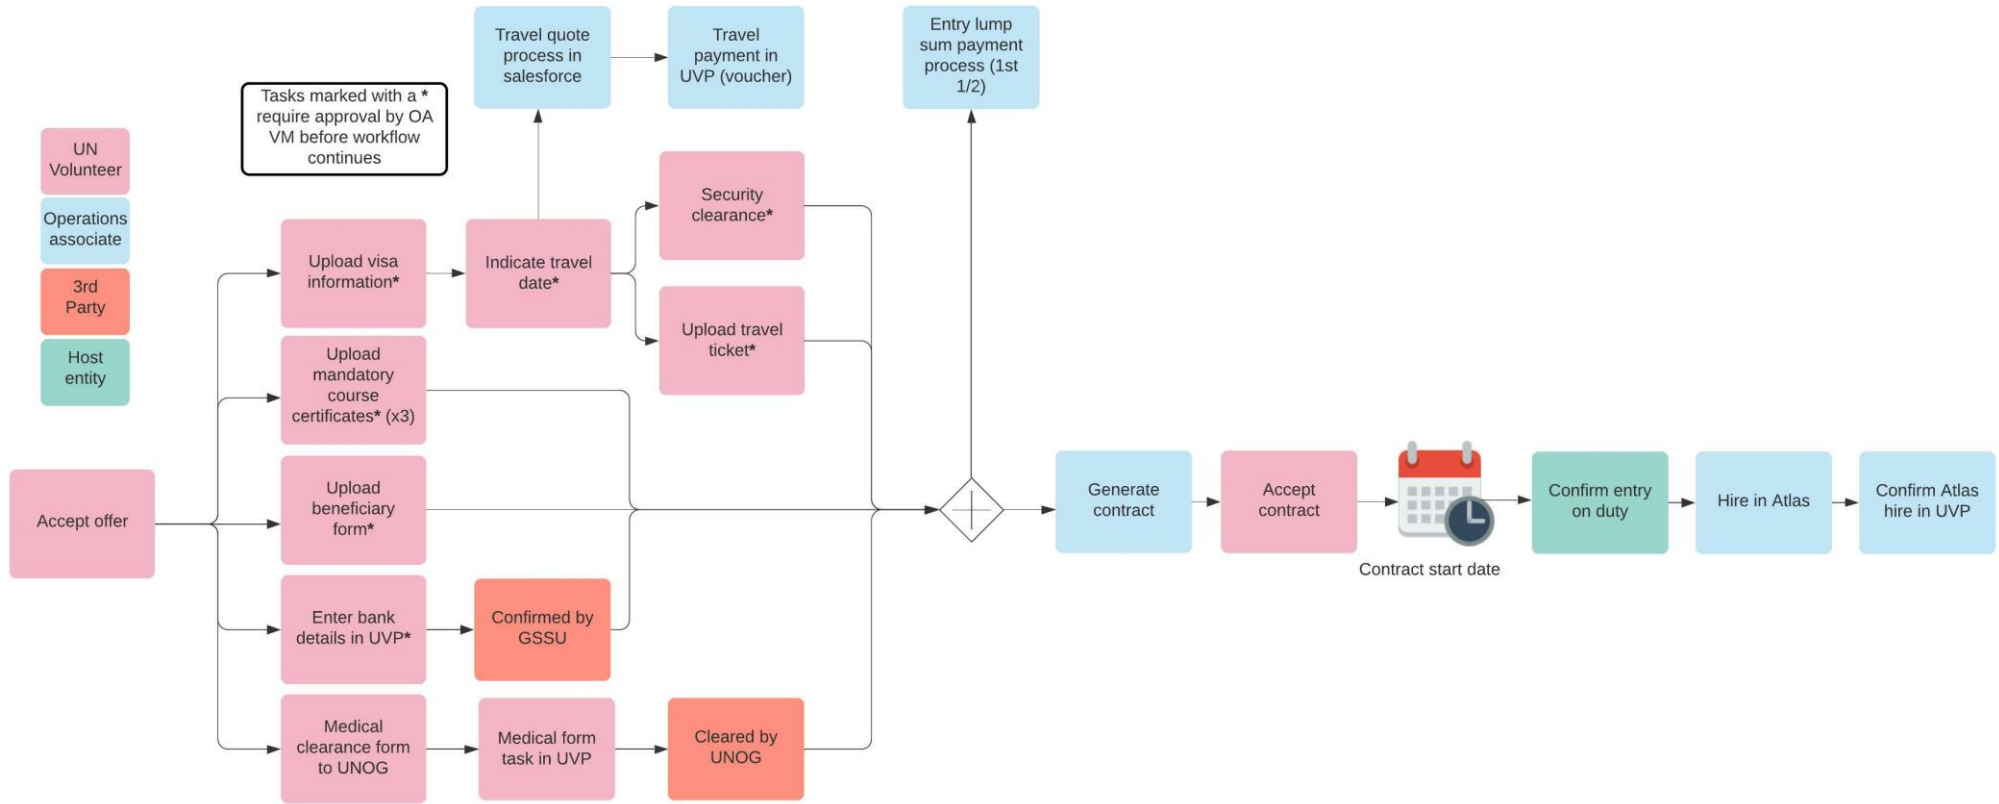 Travel quote
process in
salesforce
Travel
payment in
UVP (voucher)
Entry lump
sum payment
process (1st
1/2)
Tasks marked with a *
require approval by OA
VM before workflow
continues
UN
Volunteer
Operations
associate
3rd
Party
Host
entity
Security
clearance*
Upload visa
information*
Indicate travel
date*
Upload travel
ticket*
Upload
mandatory
course
certificates* (x3)
Accept offer
Upload
beneficiary
form*
Generate
contract
Accept
contract
Contract start date
Confirm entry
on duty
Hire in Atlas
Confirm Atlas
hire in UVP
Enter bank
details in UVP*
Confirmed by
GSSU
Medical
clearance form
to UNOG
Medical form
task in UVP
Cleared by
UNOG